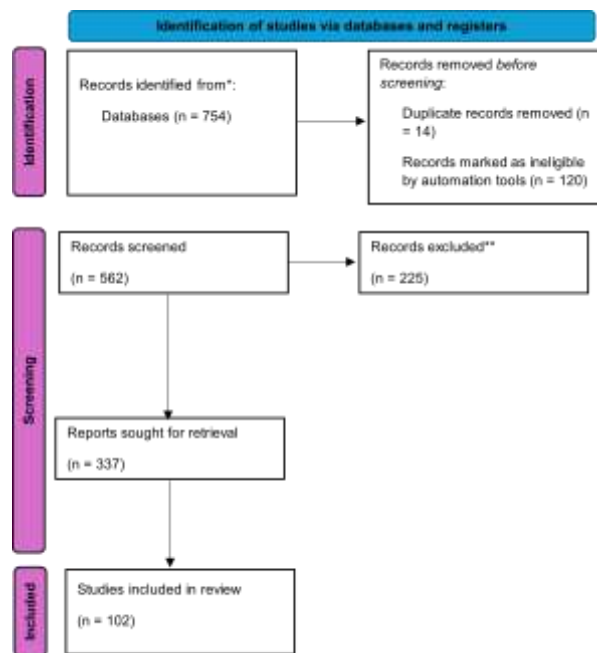 Identification of studies via databases and registers
Identification
Records identified from*:
Databases (n = 754)
Records removed before
screening:
Duplicate records removed (n
= 14)
Records marked as ineligible
by automation tools (n = 120)
Screening
Records screened
(n = 562)
Records excluded**
(n = 225)
Reports sought for retrieval
(n = 337)
Included
Studies included in review
(n = 102)